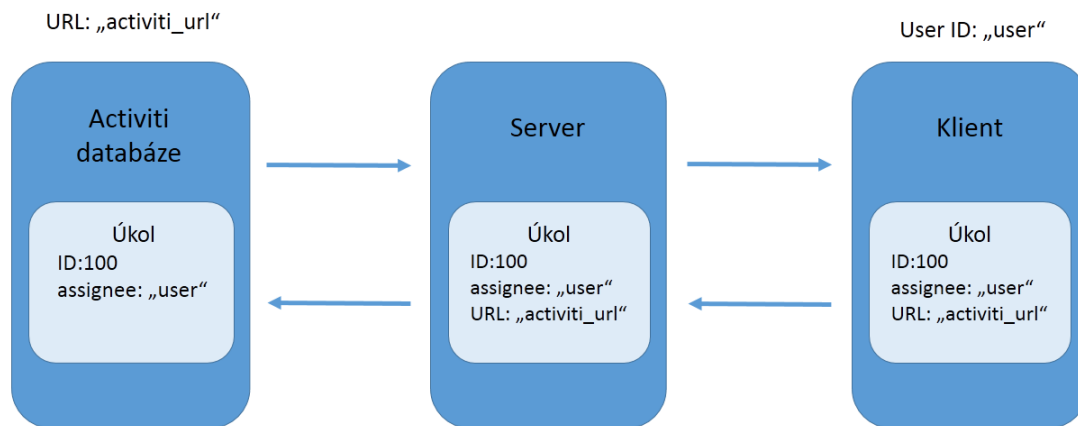 URL: „activiti_url“
User ID: „user“
Activiti
databáze
Server
Klient
Úkol
ID:100
assignee: „user“
Úkol
ID:100
assignee: „user“
URL: „activiti_url“
Úkol
ID:100
assignee: „user“
URL: „activiti_url“